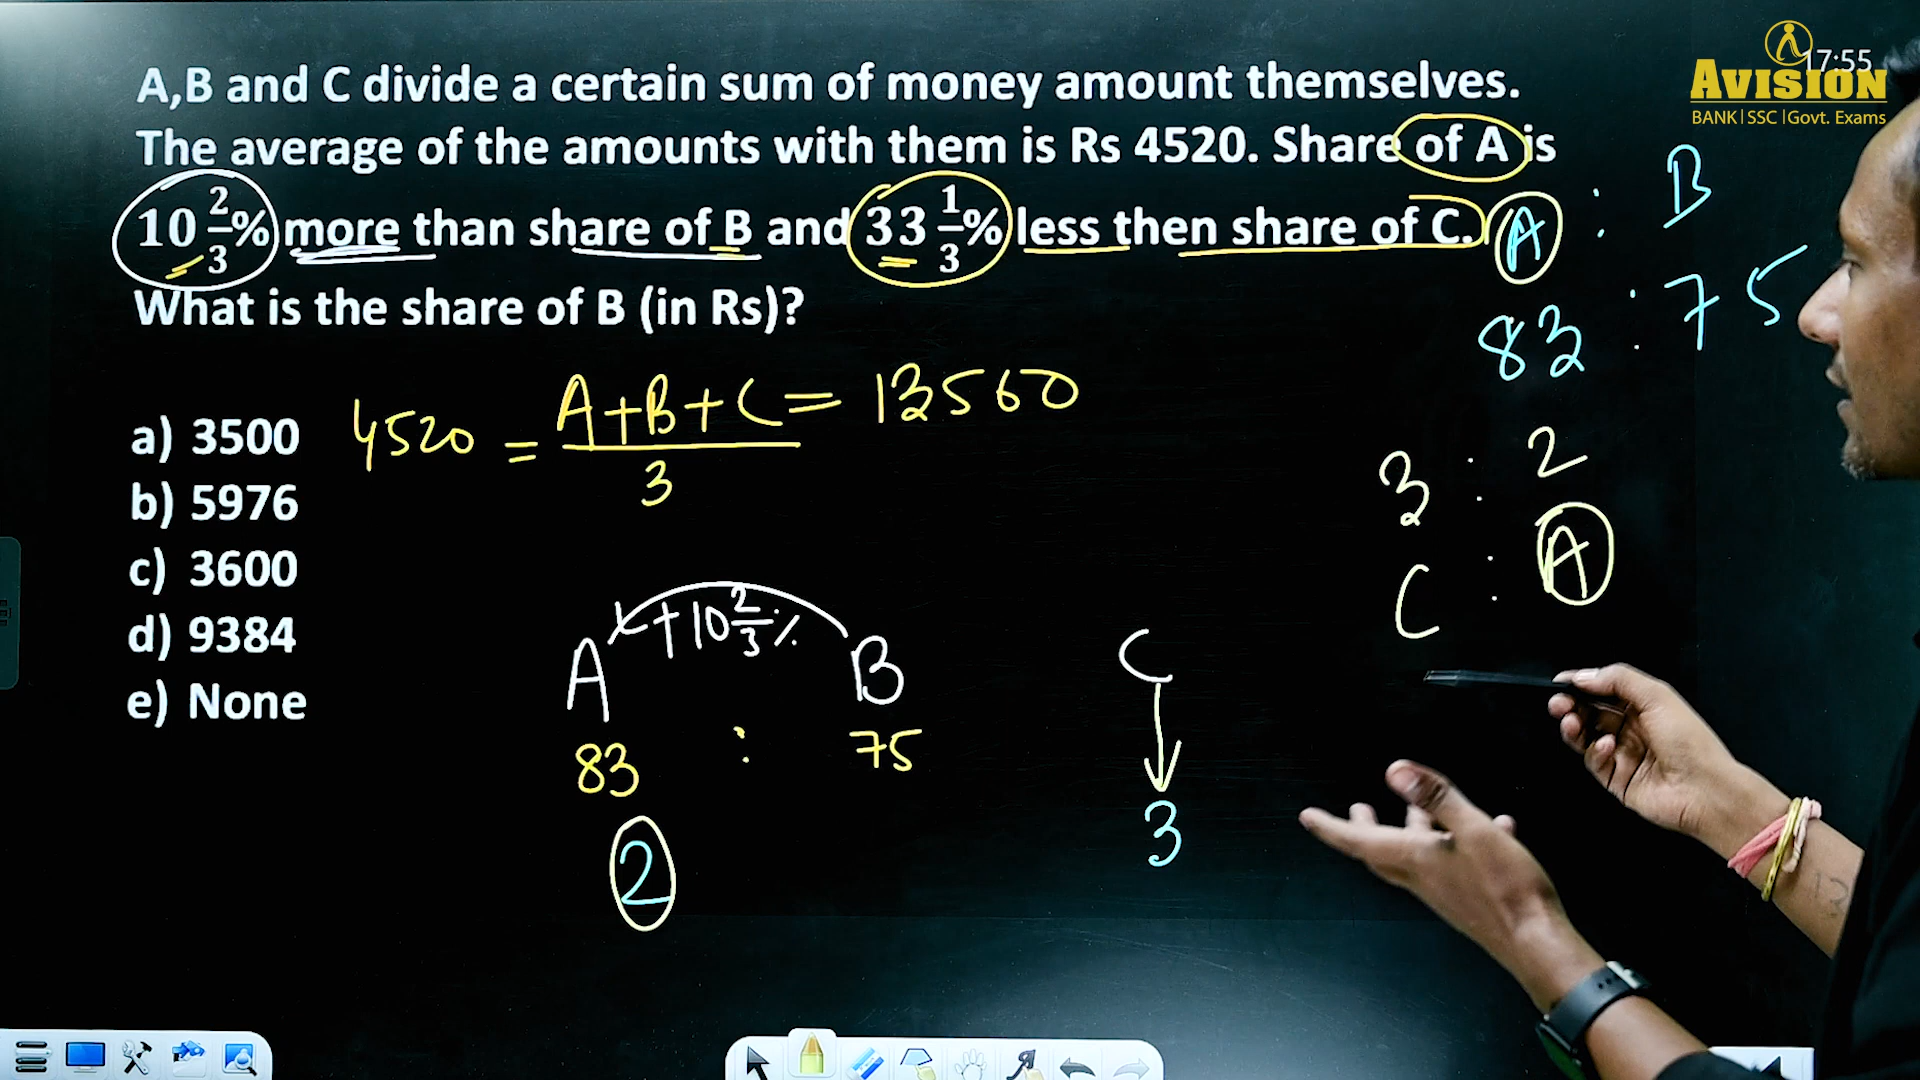 17:55
AVISION
BANK|SSC|Govt. Exams
A,B and C divide a certain sum of money amount themselves.
The average of the amounts with them is Rs 4520. Share of A is
10 2/3% more than share of B and 33 1/3% less then share of C.
What is the share of B (in Rs)?
A : B
83 : 75
a) 3500
b) 5976
c) 3600
d) 9384
e) None
4520 = A+B+C/3 = 13560
3 : 2
C : A
+10 2/3 %
A B C
83 : 75
2 3